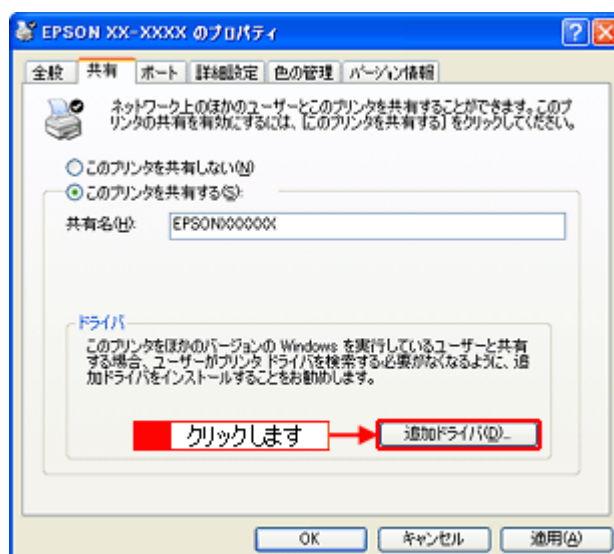 EPSON XX-XXXX のプロパティ
全般 共有 ポート 詳細設定 色の管理 バージョン情報
ネットワーク上のほかのユーザーとこのプリンタを共有することができます。このプ
リンタの共有を有効にするには、[このプリンタを共有する] をクリックしてください。
このプリンタを共有しない(N)
このプリンタを共有する(S):
共有名(H): EPSONXXXXXX
ドライバ
このプリンタをほかのバージョンの Windows を実行しているユーザーと共有
する場合、ユーザーがプリンタ ドライバを検索する必要がなくなるように、追
加ドライバをインストールすることをお勧めします。
クリックします 追加ドライバ(D)...
OK キャンセル 適用(A)